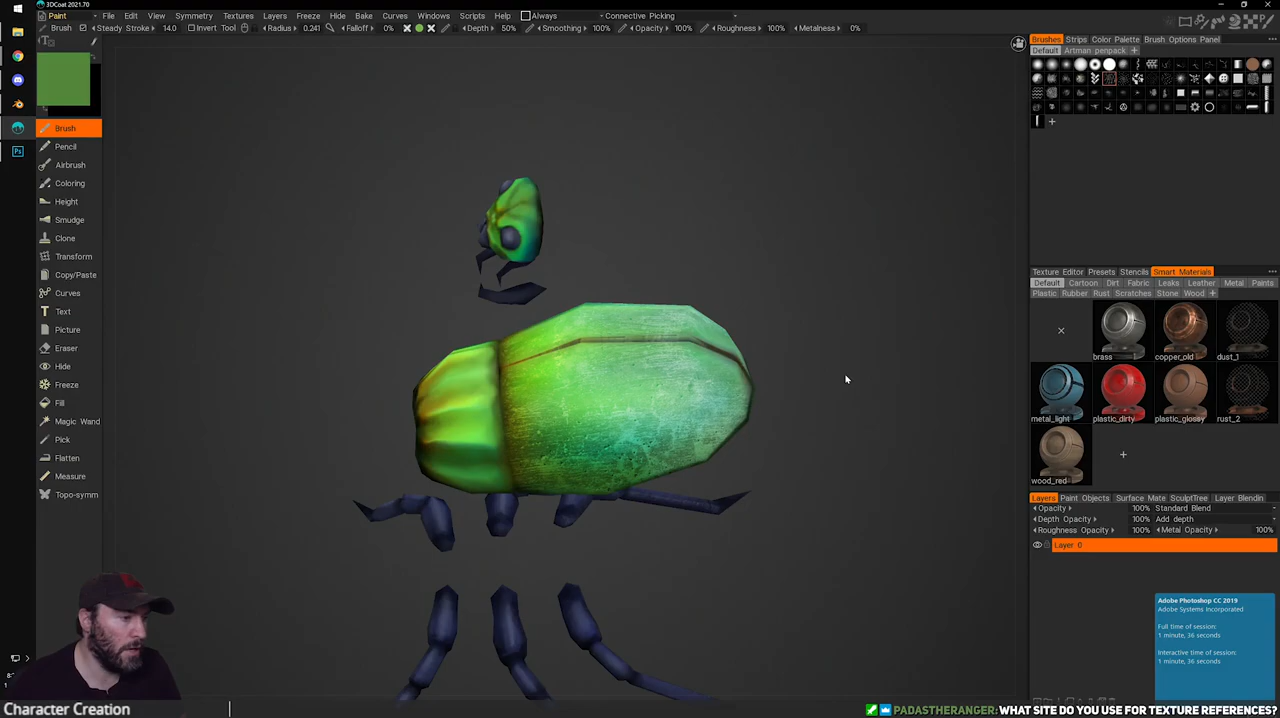 3DCoat 2021.70
Paint File Edit View Symmetry Textures Layers Freeze Hide Bake Curves Windows Scripts Help Always Connective Picking
Brush Steady Stroke 14.0 Invert Tool Radius 0.241 Falloff 0% Depth 50% Smoothing 100% Opacity 100% Roughness 100% Metalness 0%
Brush
Pencil
Airbrush
Coloring
Height
Smudge
Clone
Transform
Copy/Paste
Curves
Text
Picture
Eraser
Hide
Freeze
Fill
Magic Wand
Pick
Flatten
Measure
Topo-symm
Brushes Strips Color Palette Brush Options Panel
Default Artman penpack
Texture Editor Presets Stencils Smart Materials
Default Cartoon Dirt Fabric Leaks Leather Metal Paints
Plastic Rubber Rust Scratches Stone Wood
brass copper_old dust_1
metal_light plastic_dirty plastic_glossy rust_2
wood_red
Layers Paint Objects Surface Mate SculptTree Layer Blendin
Opacity 100% Standard Blend
Depth Opacity 100% Add depth
Roughness Opacity 100% Metal Opacity 100%
Layer 0
Adobe Photoshop CC 2019
Adobe Systems Incorporated
Full time of session:
1 minute, 36 seconds
Interactive time of session:
1 minute, 36 seconds
Character Creation
PADASTHERANGER: WHAT SITE DO YOU USE FOR TEXTURE REFERENCES?